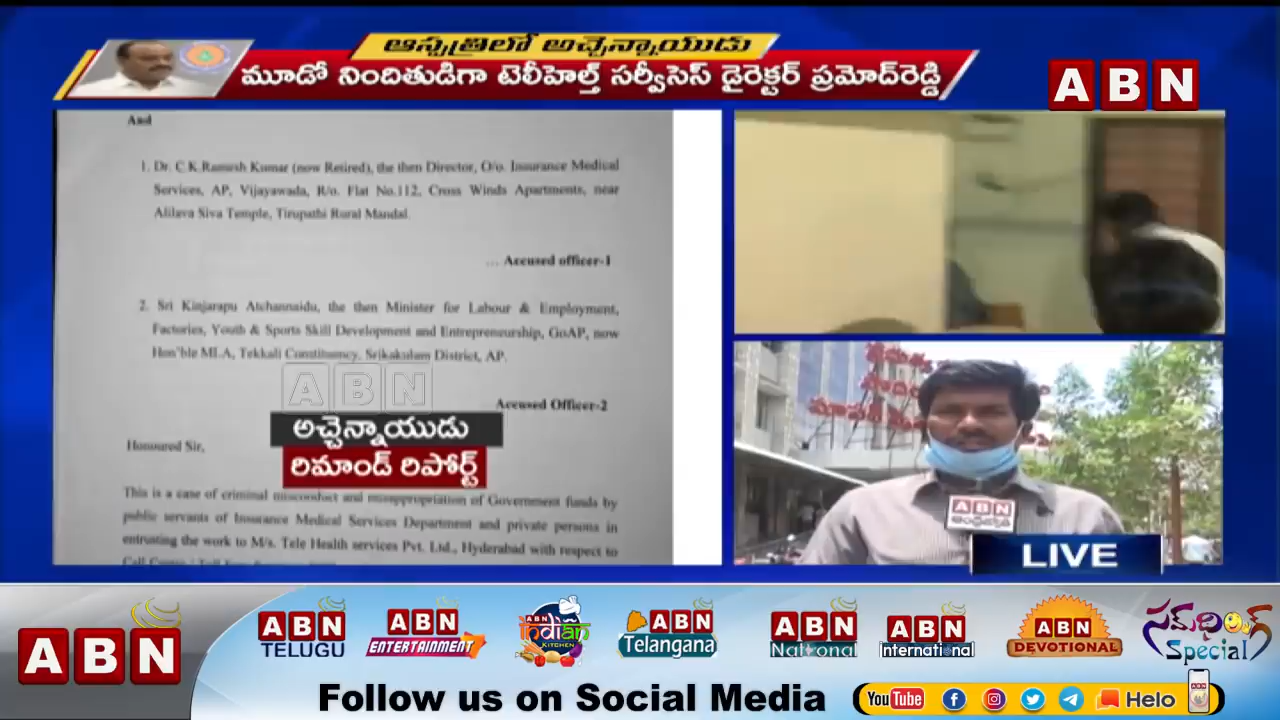 ఆస్పత్రిలో అచ్చెన్నాయుడు
మూడో నిందితుడిగా టెలీహెల్త్ సర్వీసెస్ డైరెక్టర్ ప్రమోద్‌రెడ్డి
ABN
And
1. Dr. C.K.Ramesh Kumar (now Retired), the then Director, O/o. Insurance Medical
Services, AP, Vijayawada, R/o. Flat No.112, Cross Winds Apartments, near
Alilava Siva Temple, Tirupathi Rural Mandal.
... Accused officer-1
2. Sri Kinjarapu Atchannaidu, the then Minister for Labour & Employment,
Factories, Youth & Sports Skill Development and Entrepreneurship, GoAP, now
Hon'ble MLA, Tekkali Constituency, Srikakulam District, AP.
ABN
Accused Officer-2
అచ్చెన్నాయుడు
రిమాండ్ రిపోర్ట్
Honoured Sir,
This is a case of criminal misconduct and misappropriation of Government funds by
public servants of Insurance Medical Services Department and private persons in
entrusting the work to M/s. Tele Health services Pvt. Ltd., Hyderabad with respect to
ABN
ఆంధ్రజ్యోతి
LIVE
ABN
ABN TELUGU
ABN ENTERTAINMENT
ABN Indian KITCHEN
ABN Telangana
ABN National
ABN International
ABN DEVOTIONAL
Special
Follow us on Social Media
YouTube
Helo